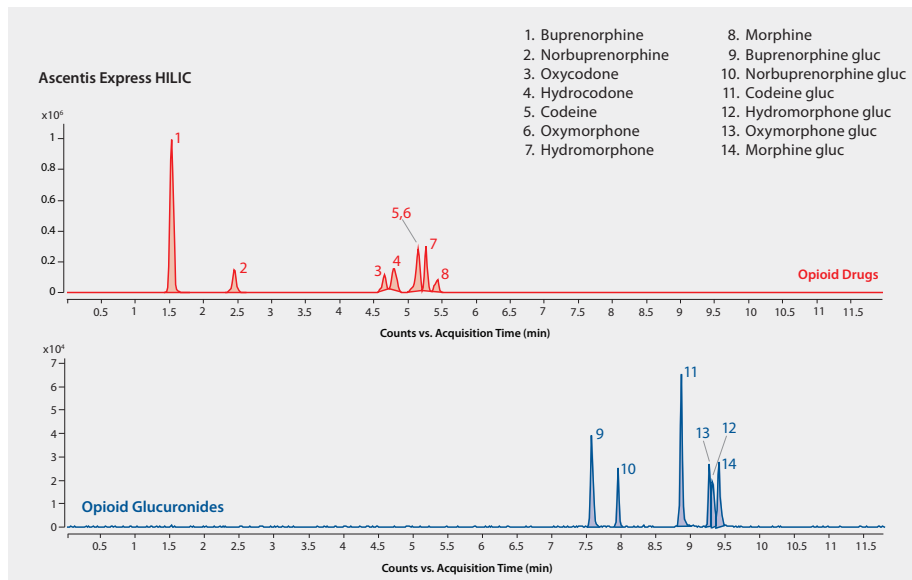 1. Buprenorphine
2. Norbuprenorphine
3. Oxycodone
4. Hydrocodone
5. Codeine
6. Oxymorphone
7. Hydromorphone
8. Morphine
9. Buprenorphine gluc
10. Norbuprenorphine gluc
11. Codeine gluc
12. Hydromorphone gluc
13. Oxymorphone gluc
14. Morphine gluc
Ascentis Express HILIC
x10⁶
1
0.8
0.6
0.4
0.2
0
1
2
3
4
5,6
7
8
Opioid Drugs
0.5 1 1.5 2 2.5 3 3.5 4 4.5 5 5.5 6 6.5 7 7.5 8 8.5 9 9.5 10 10.5 11 11.5
Counts vs. Acquisition Time (min)
x10⁴
7
6
5
4
3
2
1
0
9
10
11
13
12
14
Opioid Glucuronides
0.5 1 1.5 2 2.5 3 3.5 4 4.5 5 5.5 6 6.5 7 7.5 8 8.5 9 9.5 10 10.5 11 11.5
Counts vs. Acquisition Time (min)